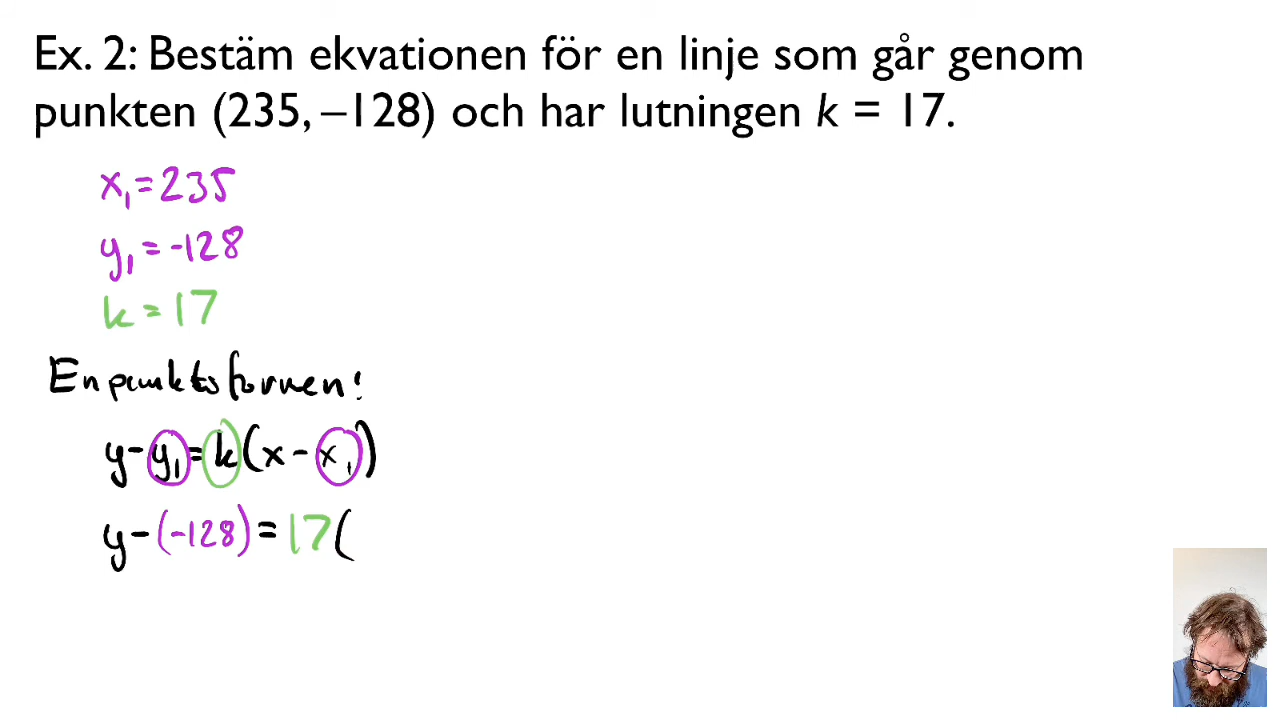 Ex. 2: Bestäm ekvationen för en linje som går genom
punkten (235, –128) och har lutningen k = 17.
x₁ = 235
y₁ = -128
k = 17
Enpunktsformen:
y - y₁ = k(x - x₁)
y - (-128) = 17(